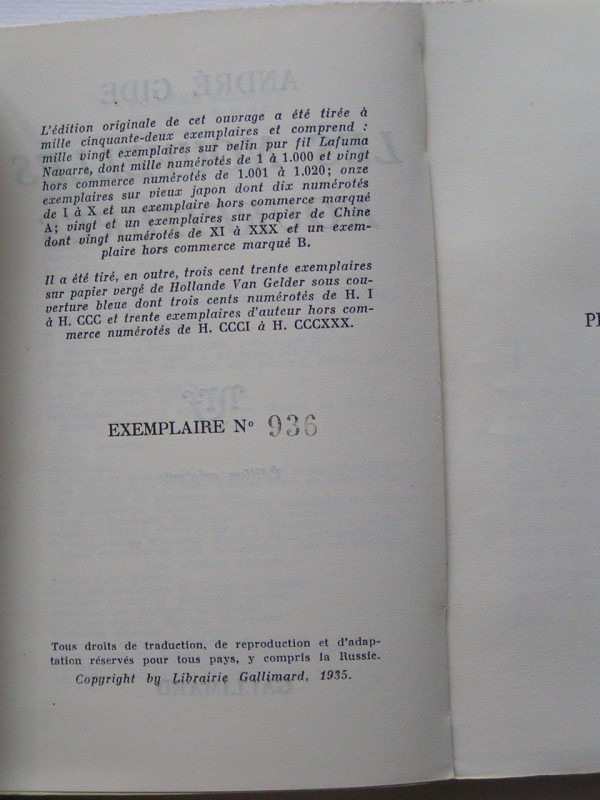 L'édition originale de cet ouvrage a été tirée à
mille cinquante-deux exemplaires et comprend :
mille vingt exemplaires sur velin pur fil Lafuma
Navarre, dont mille numérotés de 1 à 1.000 et vingt
hors commerce numérotés de 1.001 à 1.020; onze
exemplaires sur vieux japon dont dix numérotés
de I à X et un exemplaire hors commerce marqué
A; vingt et un exemplaires sur papier de Chine
dont vingt numérotés de XI à XXX et un exem-
plaire hors commerce marqué B.
Il a été tiré, en outre, trois cent trente exemplaires
sur papier vergé de Hollande Van Gelder sous cou-
verture bleue dont trois cents numérotés de H. I
à H. CCC et trente exemplaires d'auteur hors com-
merce numérotés de H. CCCI à H. CCCXXX.
EXEMPLAIRE N° 936
Tous droits de traduction, de reproduction et d'adap-
tation réservés pour tous pays, y compris la Russie.
Copyright by Librairie Gallimard, 1935.
ANDRÉ GIDE
GALLIMARD